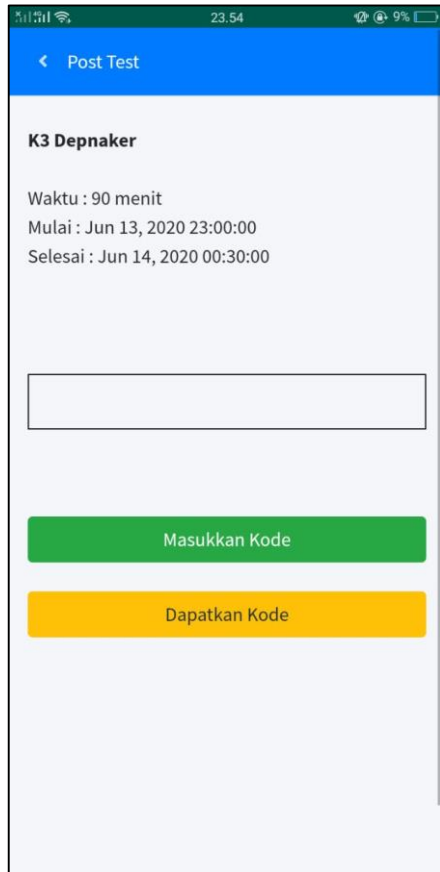 23.54
9%
Post Test
K3 Depnaker
Waktu : 90 menit
Mulai : Jun 13, 2020 23:00:00
Selesai : Jun 14, 2020 00:30:00
Masukkan Kode
Dapatkan Kode